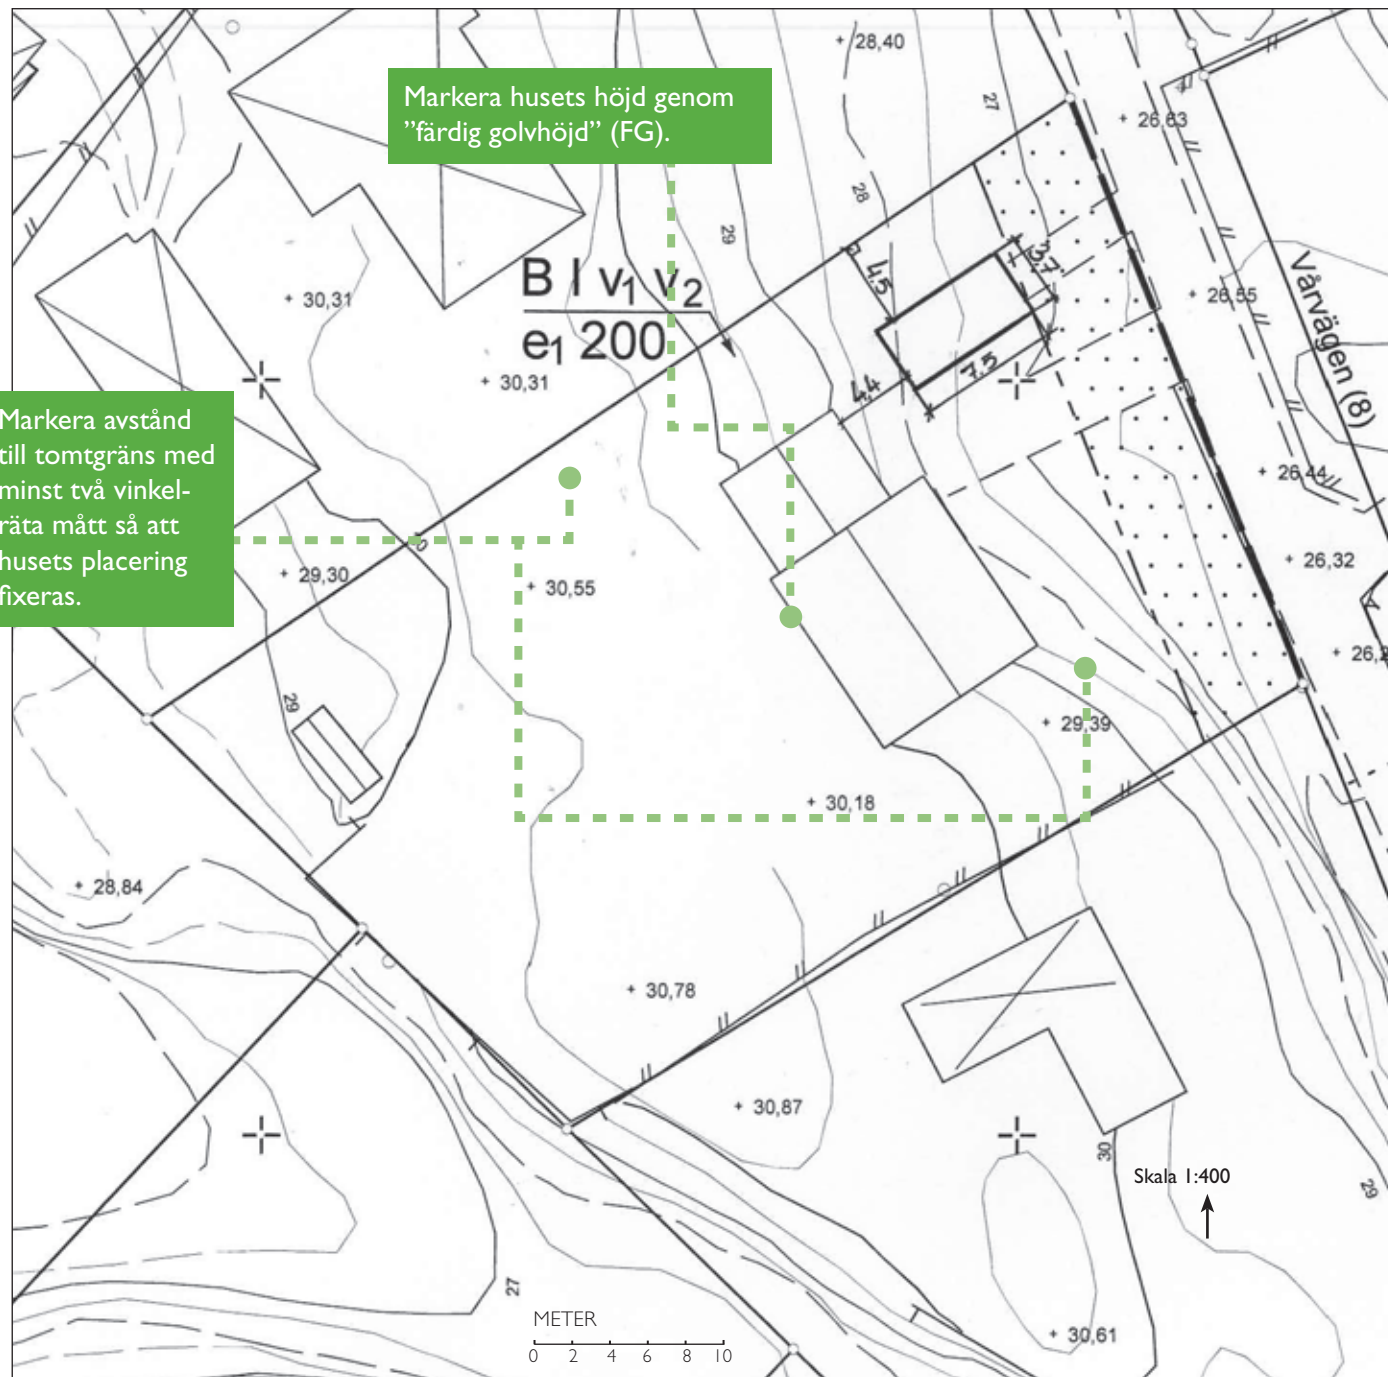 28,40
27
26,63
Markera husets höjd genom
”färdig golvhöjd” (FG).
28
29
B I v1 v2
e1 200
30,31
4.5
3.7
26,55
Vårvägen (8)
30,31
7.5
4.4
Markera avstånd
till tomtgräns med
minst två vinkel-
räta mått så att
husets placering
fixeras.
26,44
26,32
29,30
30,55
29
29,39
30,18
28,84
30,78
30,87
30
Skala 1:400
29
27
METER
0 2 4 6 8 10
30,61